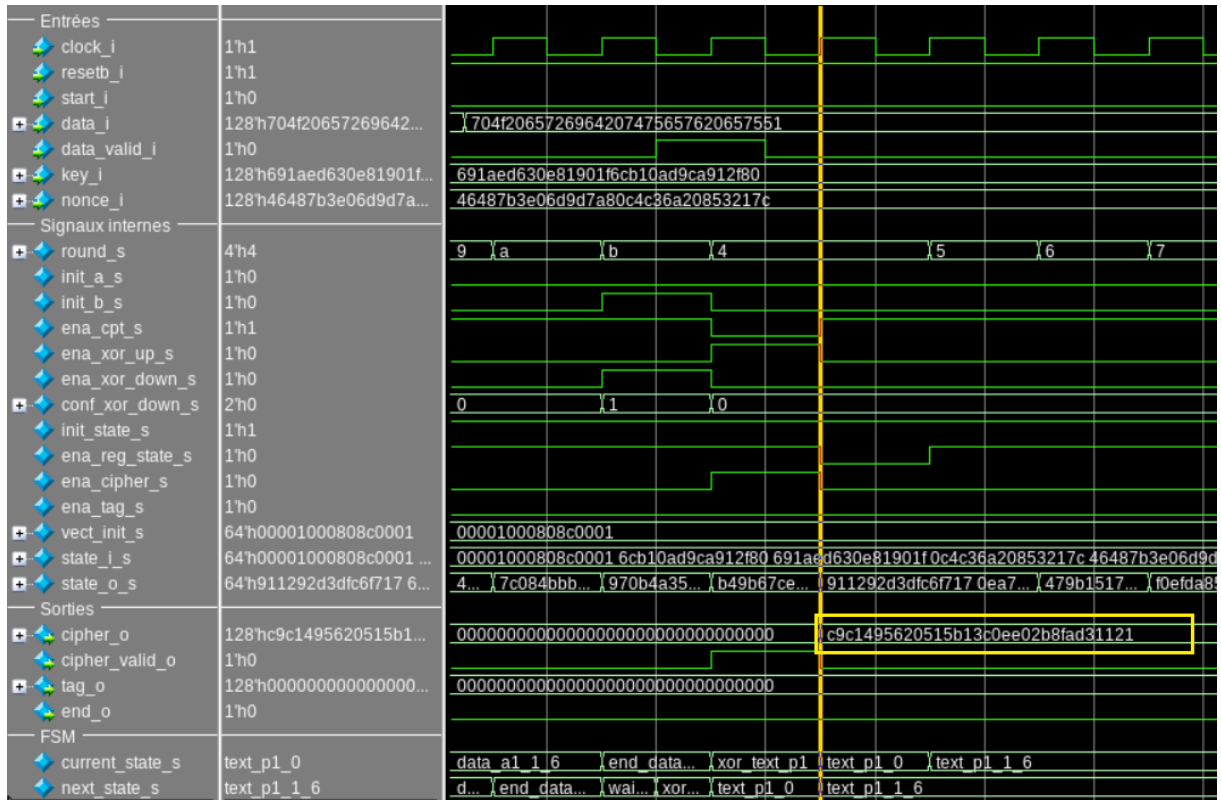 Entrées
clock_i 1'h1
resetb_i 1'h1
start_i 1'h0
data_i 128'h704f20657269642... 704f2065726964207475657620657551
data_valid_i 1'h0
key_i 128'h691aed630e81901f... 691aed630e81901f6cb10ad9ca912f80
nonce_i 128'h46487b3e06d9d7a... 46487b3e06d9d7a80c4c36a20853217c
Signaux internes
round_s 4'h4 9 a b 4 5 6 7
init_a_s 1'h0
init_b_s 1'h0
ena_cpt_s 1'h1
ena_xor_up_s 1'h0
ena_xor_down_s 1'h0
conf_xor_down_s 2'h0 0 1 0
init_state_s 1'h1
ena_reg_state_s 1'h0
ena_cipher_s 1'h0
ena_tag_s 1'h0
vect_init_s 64'h00001000808c0001 00001000808c0001
state_i_s 64'h00001000808c0001 ... 00001000808c0001 6cb10ad9ca912f80 691aed630e81901f 0c4c36a20853217c 46487b3e06d9d
state_o_s 64'h911292d3dfc6f717 6... 4... 7c084bbb... 970b4a35... b49b67ce... 911292d3dfc6f717 0ea7... 479b1517... f0efda85
Sorties
cipher_o 128'hc9c1495620515b1... 00000000000000000000000000000000 c9c1495620515b13c0ee02b8fad31121
cipher_valid_o 1'h0
tag_o 128'h000000000000000... 00000000000000000000000000000000
end_o 1'h0
FSM
current_state_s text_p1_0 data_a1_1_6 end_data... xor_text_p1 text_p1_0 text_p1_1_6
next_state_s text_p1_1_6 d... end_data... wai... xor... text_p1_0 text_p1_1_6